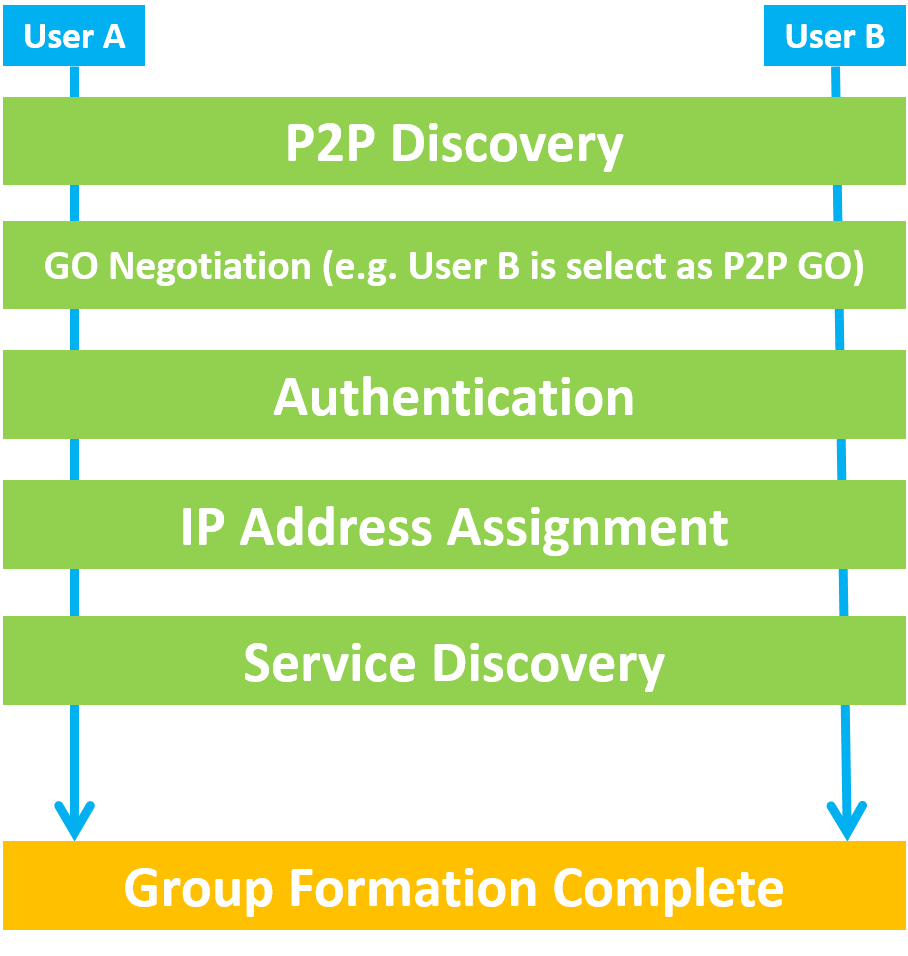 User A
User B
P2P Discovery
GO Negotiation (e.g. User B is select as P2P GO)
Authentication
IP Address Assignment
Service Discovery
Group Formation Complete